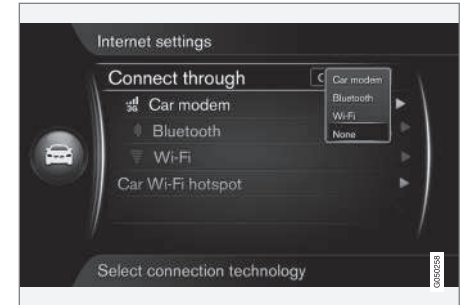 Internet settings
Connect through
Car modem
Bluetooth
Wi-Fi
None
3G Car modem
Bluetooth
Wi-Fi
Car Wi-Fi hotspot
Select connection technology
G050258